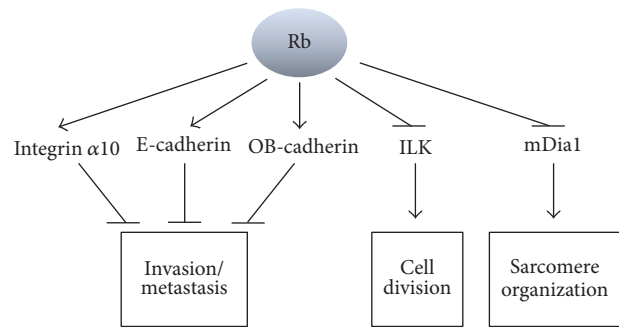 Rb
Integrin α10
E-cadherin
OB-cadherin
ILK
mDia1
Invasion/
metastasis
Cell
division
Sarcomere
organization